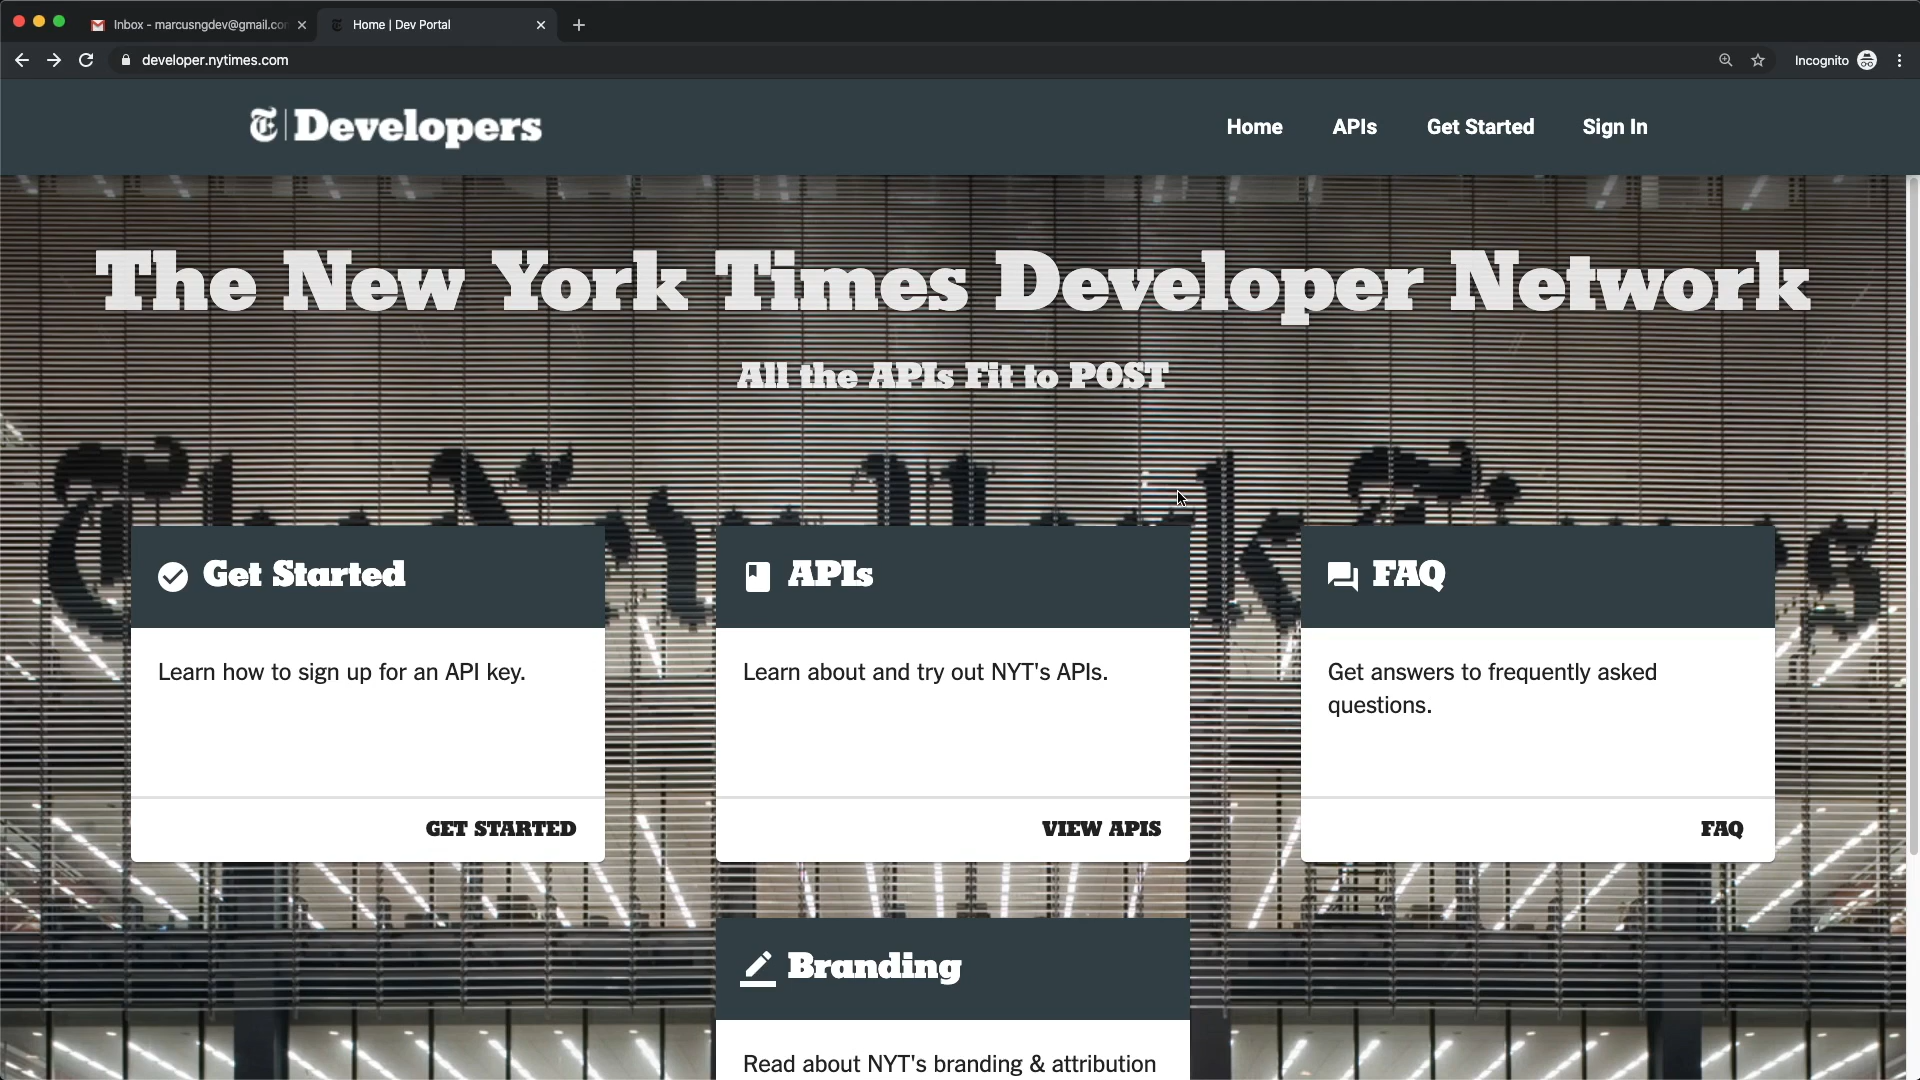 Inbox - marcusngdev@gmail.co
Home | Dev Portal
developer.nytimes.com
Incognito
Developers
Home
APIs
Get Started
Sign In
The New York Times Developer Network
All the APIs Fit to POST
Get Started
Learn how to sign up for an API key.
GET STARTED
APIs
Learn about and try out NYT's APIs.
VIEW APIS
FAQ
Get answers to frequently asked
questions.
FAQ
Branding
Read about NYT's branding & attribution